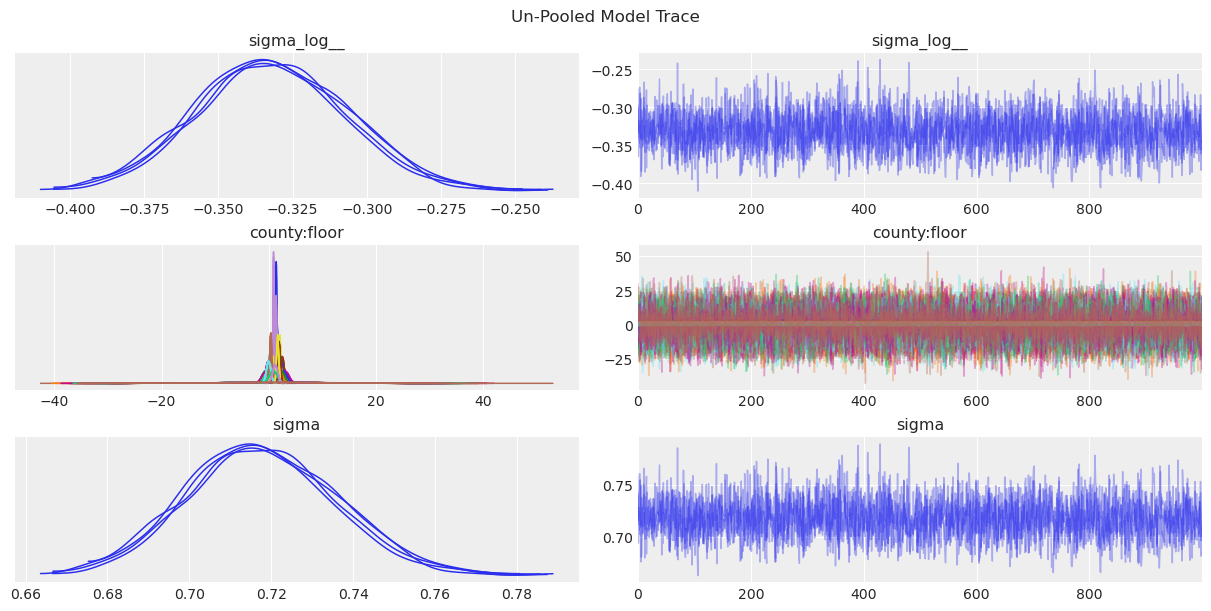 Un-Pooled Model Trace
sigma_log__
sigma_log__
−0.25
−0.30
−0.35
−0.40
−0.400 −0.375 −0.350 −0.325 −0.300 −0.275 −0.250
0 200 400 600 800
county:floor
county:floor
50
25
0
−25
−40 −20 0 20 40
0 200 400 600 800
sigma
sigma
0.75
0.70
0.66 0.68 0.70 0.72 0.74 0.76 0.78
0 200 400 600 800